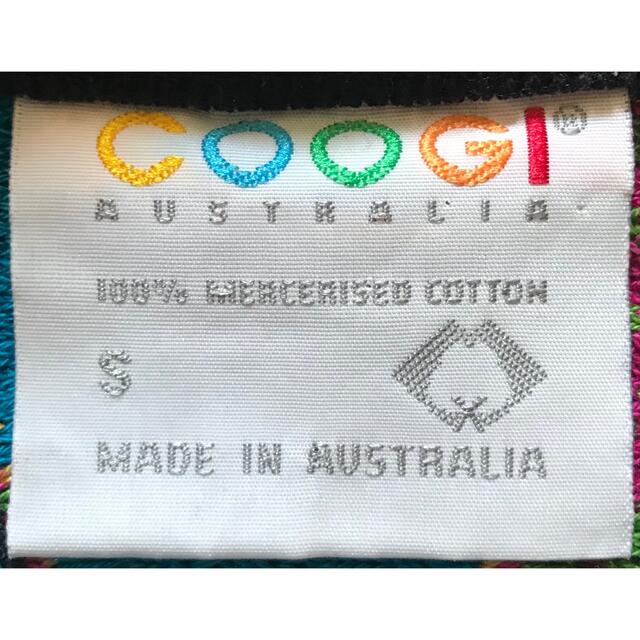 COOGI®
AUSTRALIA
100% MERCERISED COTTON
S
MADE IN AUSTRALIA